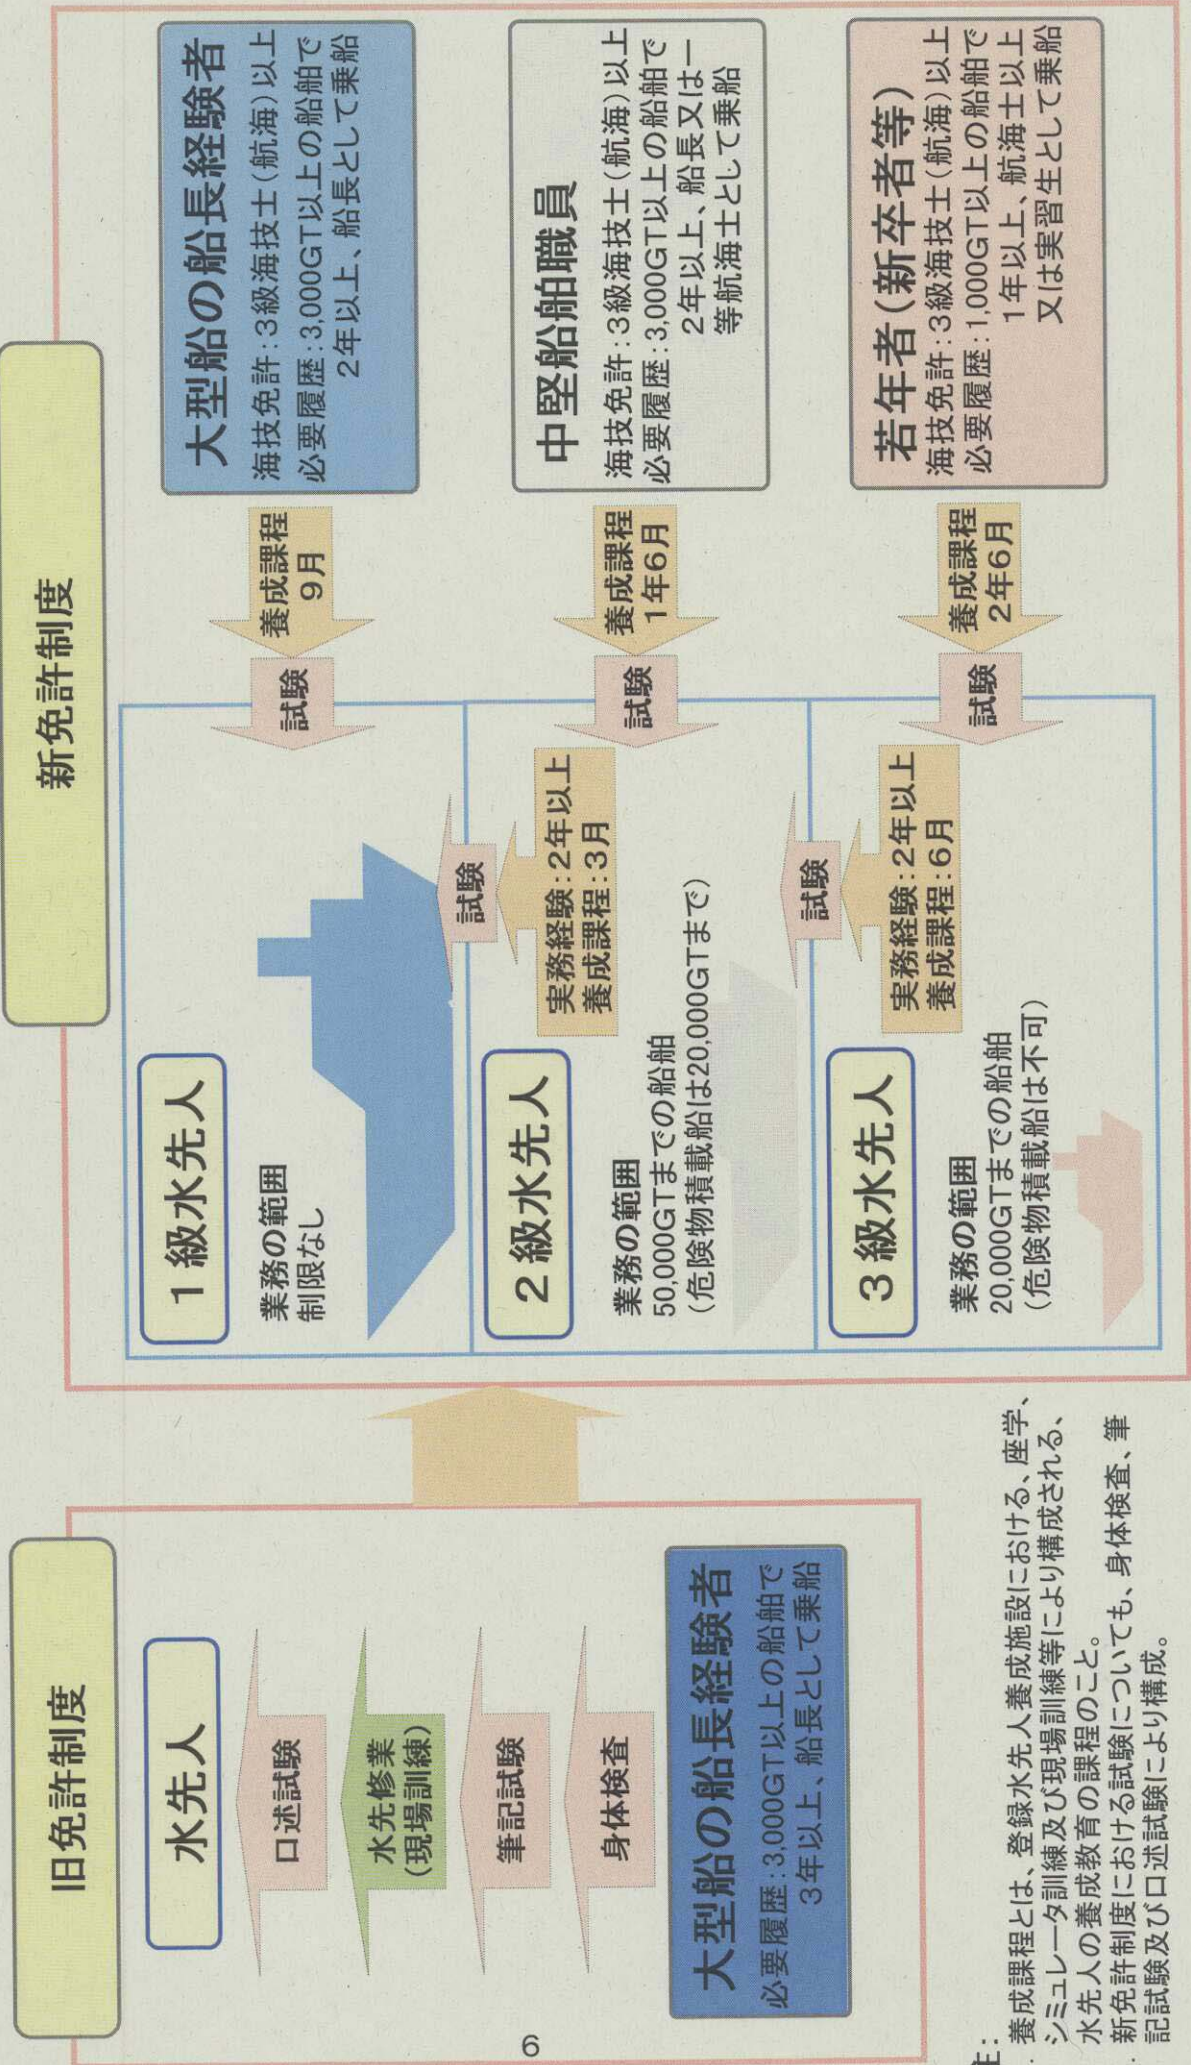 旧免許制度
水先人
口述試験
水先修業
(現場訓練)
筆記試験
身体検査
大型船の船長経験者
必要履歴:3,000GT以上の船舶で
3年以上、船長として乗船
新免許制度
1級水先人
業務の範囲
制限なし
試験
養成課程
9月
大型船の船長経験者
海技免許:3級海技士(航海)以上
必要履歴:3,000GT以上の船舶で
2年以上、船長として乗船
試験
実務経験:2年以上
養成課程:3月
2級水先人
業務の範囲
50,000GTまでの船舶
(危険物積載船は20,000GTまで)
試験
養成課程
1年6月
中堅船舶職員
海技免許:3級海技士(航海)以上
必要履歴:3,000GT以上の船舶で
2年以上、船長又は一
等航海士として乗船
試験
実務経験:2年以上
養成課程:6月
3級水先人
業務の範囲
20,000GTまでの船舶
(危険物積載船は不可)
試験
養成課程
2年6月
若年者(新卒者等)
海技免許:3級海技士(航海)以上
必要履歴:1,000GT以上の船舶で
1年以上、航海士以上
又は実習生として乗船
注:
・養成課程とは、登録水先人養成施設における、座学、
シミュレータ訓練及び現場訓練等により構成される、
水先人の養成教育の課程のこと。
・新免許制度における試験についても、身体検査、筆
記試験及び口述試験により構成。
6